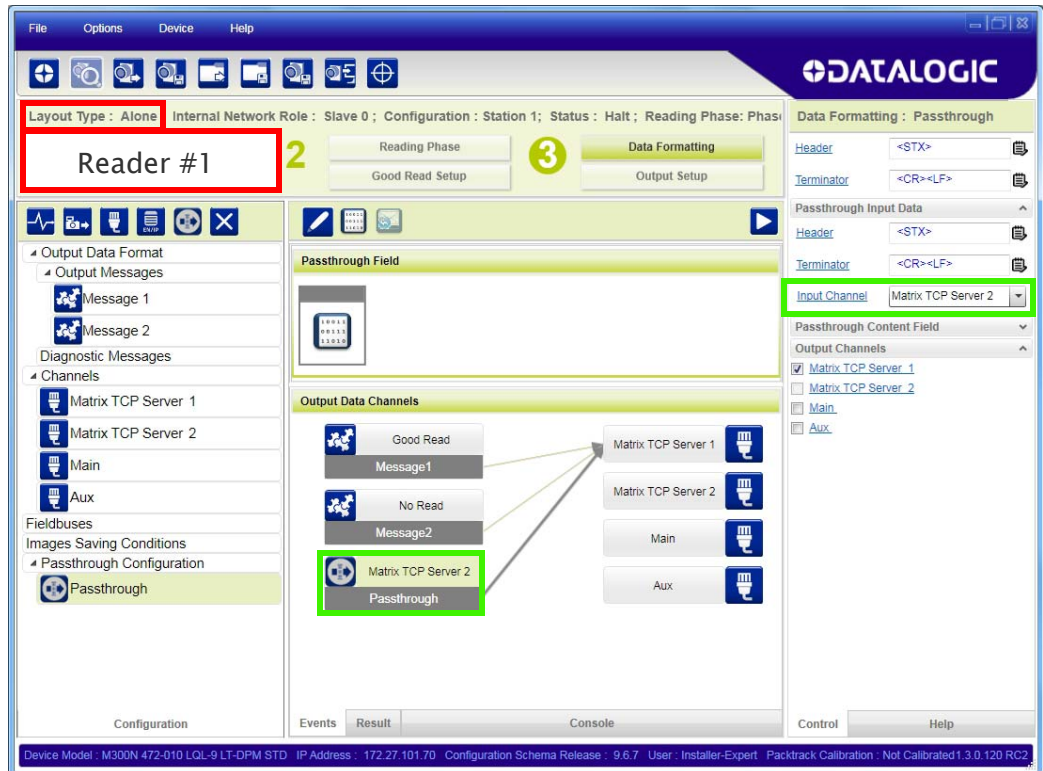 File Options Device Help
DATALOGIC
Layout Type : Alone Internal Network Role : Slave 0 ; Configuration : Station 1; Status : Halt ; Reading Phase: Phas
Reader #1
2
Reading Phase
Good Read Setup
3
Data Formatting
Output Setup
Output Data Format
Output Messages
Message 1
Message 2
Diagnostic Messages
Channels
Matrix TCP Server 1
Matrix TCP Server 2
Main
Aux
Fieldbuses
Images Saving Conditions
Passthrough Configuration
Passthrough
Configuration
Passthrough Field
Output Data Channels
Good Read
Message1
No Read
Message2
Matrix TCP Server 2
Passthrough
Matrix TCP Server 1
Matrix TCP Server 2
Main
Aux
Events Result Console
Data Formatting : Passthrough
Header <STX>
Terminator <CR><LF>
Passthrough Input Data
Header <STX>
Terminator <CR><LF>
Input Channel Matrix TCP Server 2
Passthrough Content Field
Output Channels
Matrix TCP Server 1
Matrix TCP Server 2
Main
Aux
Control Help
Device Model : M300N 472-010 LQL-9 LT-DPM STD IP Address : 172.27.101.70 Configuration Schema Release : 9.6.7 User : Installer-Expert Packtrack Calibration : Not Calibrated1.3.0.120 RC2